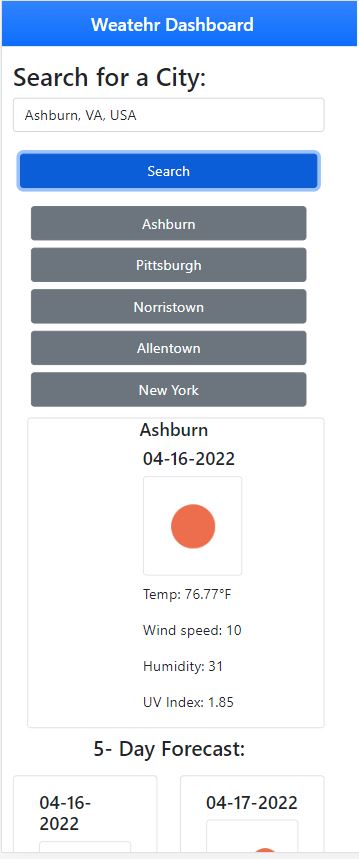 Weatehr Dashboard
Search for a City:
Ashburn, VA, USA
Search
Ashburn
Pittsburgh
Norristown
Allentown
New York
Ashburn
04-16-2022
Temp: 76.77°F
Wind speed: 10
Humidity: 31
UV Index: 1.85
5- Day Forecast:
04-16-
2022
04-17-2022